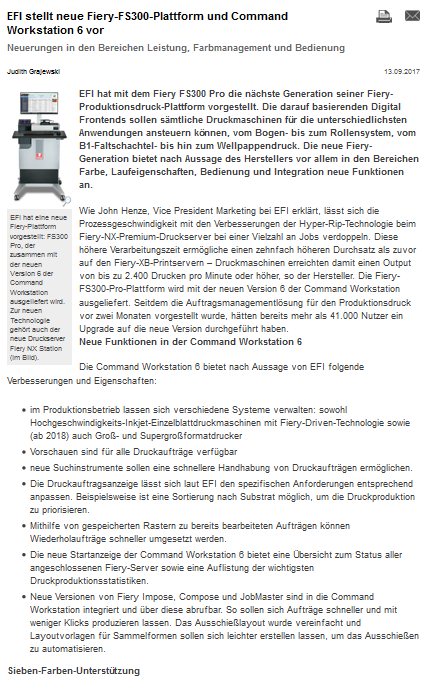 EFI stellt neue Fiery-FS300-Plattform und Command
Workstation 6 vor
Neuerungen in den Bereichen Leistung, Farbmanagement und Bedienung
Judith Grajewski
13.09.2017
EFI hat mit dem Fiery FS300 Pro die nächste Generation seiner Fiery-
Produktionsdruck-Plattform vorgestellt. Die darauf basierenden Digital
Frontends sollen sämtliche Druckmaschinen für die unterschiedlichsten
Anwendungen ansteuern können, vom Bogen- bis zum Rollensystem, vom
B1-Faltschachtel- bis hin zum Wellpappendruck. Die neue Fiery-
Generation bietet nach Aussage des Herstellers vor allem in den Bereichen
Farbe, Laufeigenschaften, Bedienung und Integration neue Funktionen
an.
EFI hat eine neue
Fiery-Plattform
vorgestellt: FS300
Pro, der
zusammen mit
der neuen
Version 6 der
Command
Workstation
ausgeliefert wird.
Zur neuen
Technologie
gehört auch der
neue Druckserver
Fiery NX Station
(im Bild).
Wie John Henze, Vice President Marketing bei EFI erklärt, lässt sich die
Prozessgeschwindigkeit mit den Verbesserungen der Hyper-Rip-Technologie beim
Fiery-NX-Premium-Druckserver bei einer Vielzahl an Jobs verdoppeln. Diese
höhere Verarbeitungszeit ermögliche einen zehnfach höheren Durchsatz als zuvor
auf den Fiery-XB-Printservern – Druckmaschinen erreichten damit einen Output
von bis zu 2.400 Drucken pro Minute oder höher, so der Hersteller. Die Fiery-
FS300-Pro-Plattform wird mit der neuen Version 6 der Command Workstation
ausgeliefert. Seitdem die Auftragsmanagementlösung für den Produktionsdruck
vor zwei Monaten vorgestellt wurde, hätten bereits mehr als 41.000 Nutzer ein
Upgrade auf die neue Version durchgeführt haben.
Neue Funktionen in der Command Workstation 6
Die Command Workstation 6 bietet nach Aussage von EFI folgende
Verbesserungen und Eigenschaften:
• im Produktionsbetrieb lassen sich verschiedene Systeme verwalten: sowohl
Hochgeschwindigkeits-Inkjet-Einzelblattdruckmaschinen mit Fiery-Driven-Technologie sowie
(ab 2018) auch Groß- und Supergroßformatdrucker
• Vorschauen sind für alle Druckaufträge verfügbar
• neue Suchinstrumente sollen eine schnellere Handhabung von Druckaufträgen ermöglichen.
• Die Druckauftragsanzeige lässt sich laut EFI den spezifischen Anforderungen entsprechend
anpassen. Beispielsweise ist eine Sortierung nach Substrat möglich, um die Druckproduktion
zu priorisieren.
• Mithilfe von gespeicherten Rastern zu bereits bearbeiteten Aufträgen können
Wiederholaufträge schneller umgesetzt werden.
• Die neue Startanzeige der Command Workstation 6 bietet eine Übersicht zum Status aller
angeschlossenen Fiery-Server sowie eine Auflistung der wichtigsten
Druckproduktionsstatistiken.
• Neue Versionen von Fiery Impose, Compose und JobMaster sind in die Command
Workstation integriert und über diese abrufbar. So sollen sich Aufträge schneller und mit
weniger Klicks produzieren lassen. Das Ausschießlayout wurde vereinfacht und
Layoutvorlagen für Sammelformen sollen sich leichter erstellen lassen, um das Ausschießen
zu automatisieren.
Sieben-Farben-Unterstützung